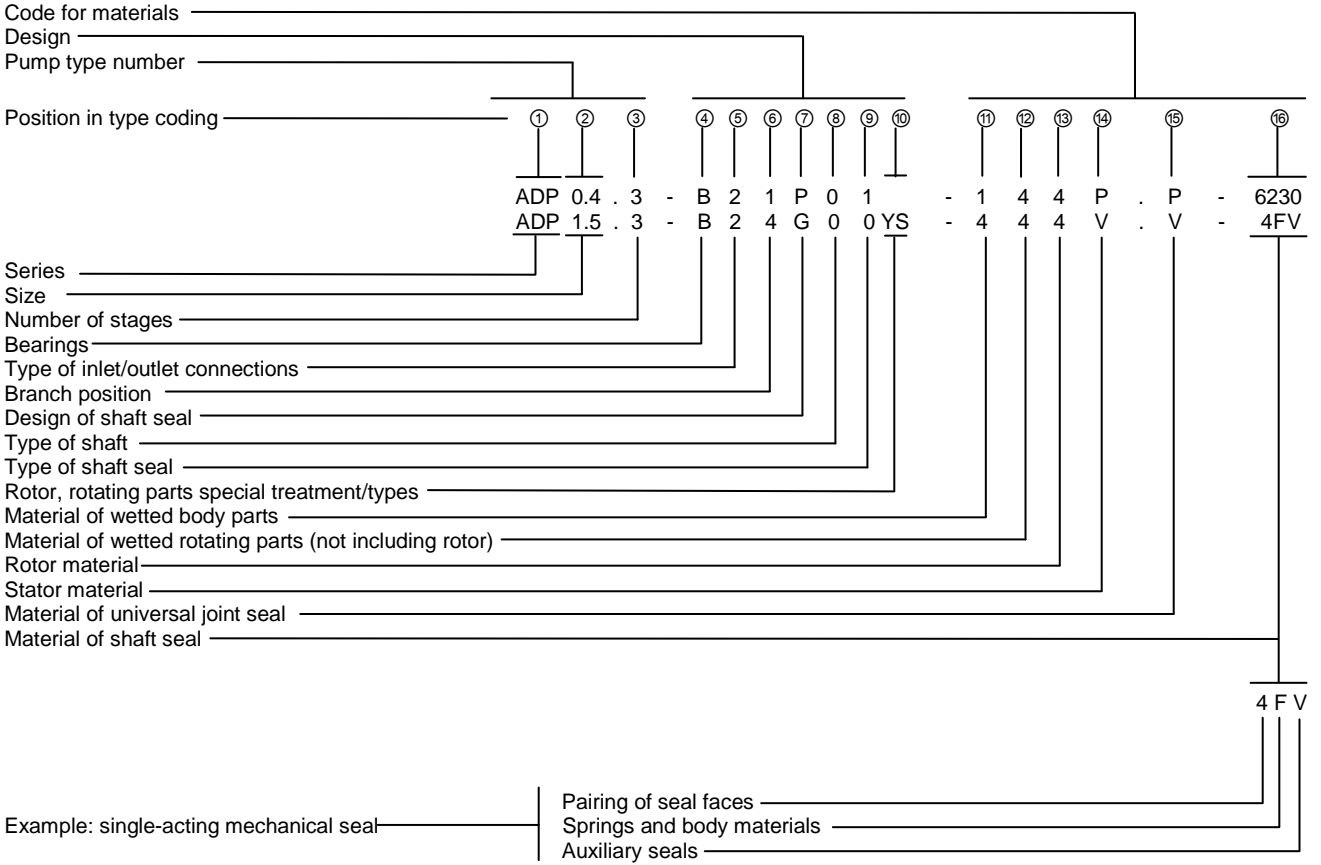 Code for materials
Design
Pump type number
Position in type coding ① ② ③ ④ ⑤ ⑥ ⑦ ⑧ ⑨ ⑩ ⑪ ⑫ ⑬ ⑭ ⑮ ⑯
ADP 0.4 . 3 - B 2 1 P 0 1 - 1 4 4 P . P - 6230
ADP 1.5 . 3 - B 2 4 G 0 0 YS - 4 4 4 V . V - 4FV
Series
Size
Number of stages
Bearings
Type of inlet/outlet connections
Branch position
Design of shaft seal
Type of shaft
Type of shaft seal
Rotor, rotating parts special treatment/types
Material of wetted body parts
Material of wetted rotating parts (not including rotor)
Rotor material
Stator material
Material of universal joint seal
Material of shaft seal
4 F V
Pairing of seal faces
Example: single-acting mechanical seal Springs and body materials
Auxiliary seals